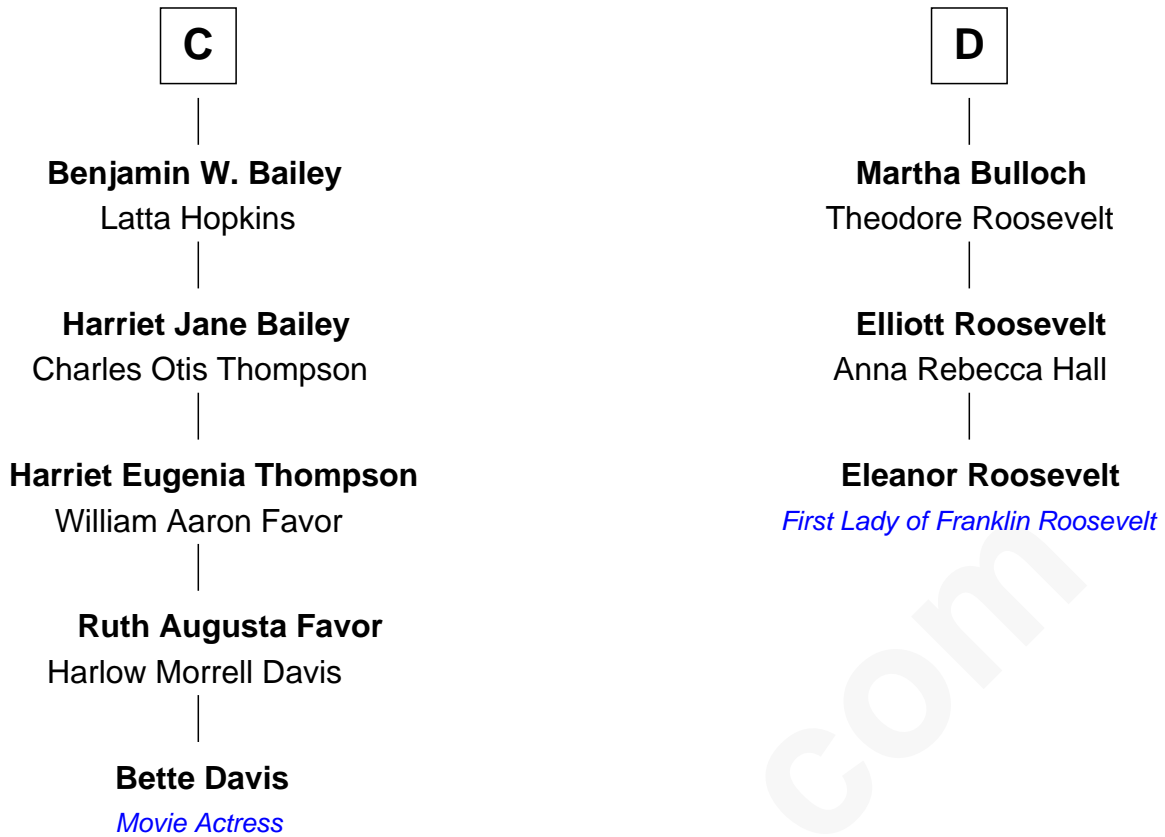 C
Benjamin W. Bailey
Latta Hopkins
Harriet Jane Bailey
Charles Otis Thompson
Harriet Eugenia Thompson
William Aaron Favor
Ruth Augusta Favor
Harlow Morrell Davis
Bette Davis
Movie Actress
D
Martha Bulloch
Theodore Roosevelt
Elliott Roosevelt
Anna Rebecca Hall
Eleanor Roosevelt
First Lady of Franklin Roosevelt
com